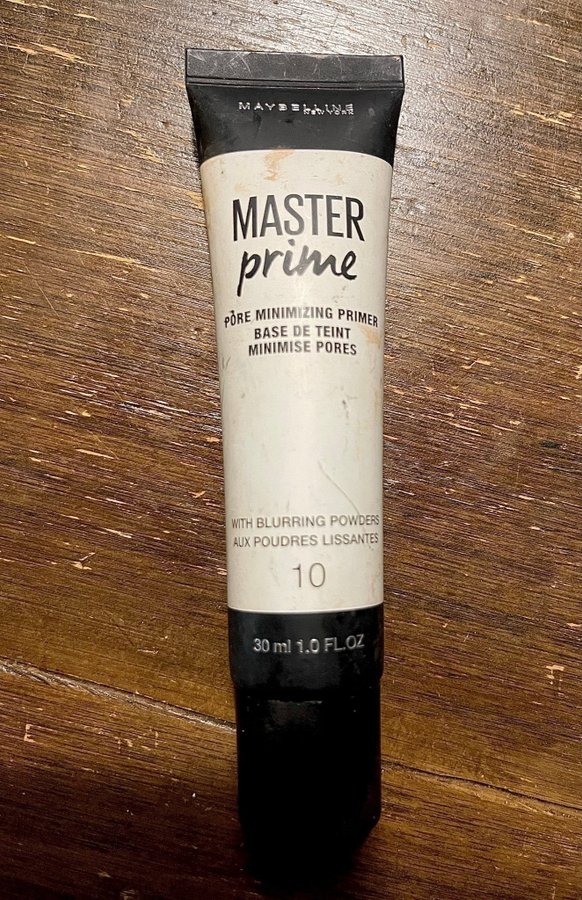 MAYBELLINE
NEW YORK
MASTER
prime
PORE MINIMIZING PRIMER
BASE DE TEINT
MINIMISE PORES
WITH BLURRING POWDERS
AUX POUDRES LISSANTES
10
30 ml 1.0 FL.OZ